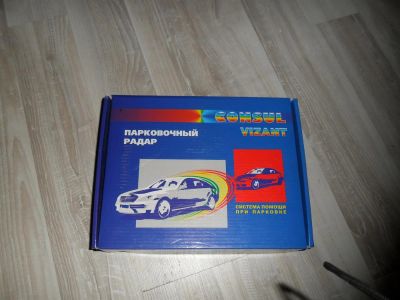 CONSUL
VIZANT
ПАРКОВОЧНЫЙ
РАДАР
СИСТЕМА ПОМОЩИ
ПРИ ПАРКОВКЕ